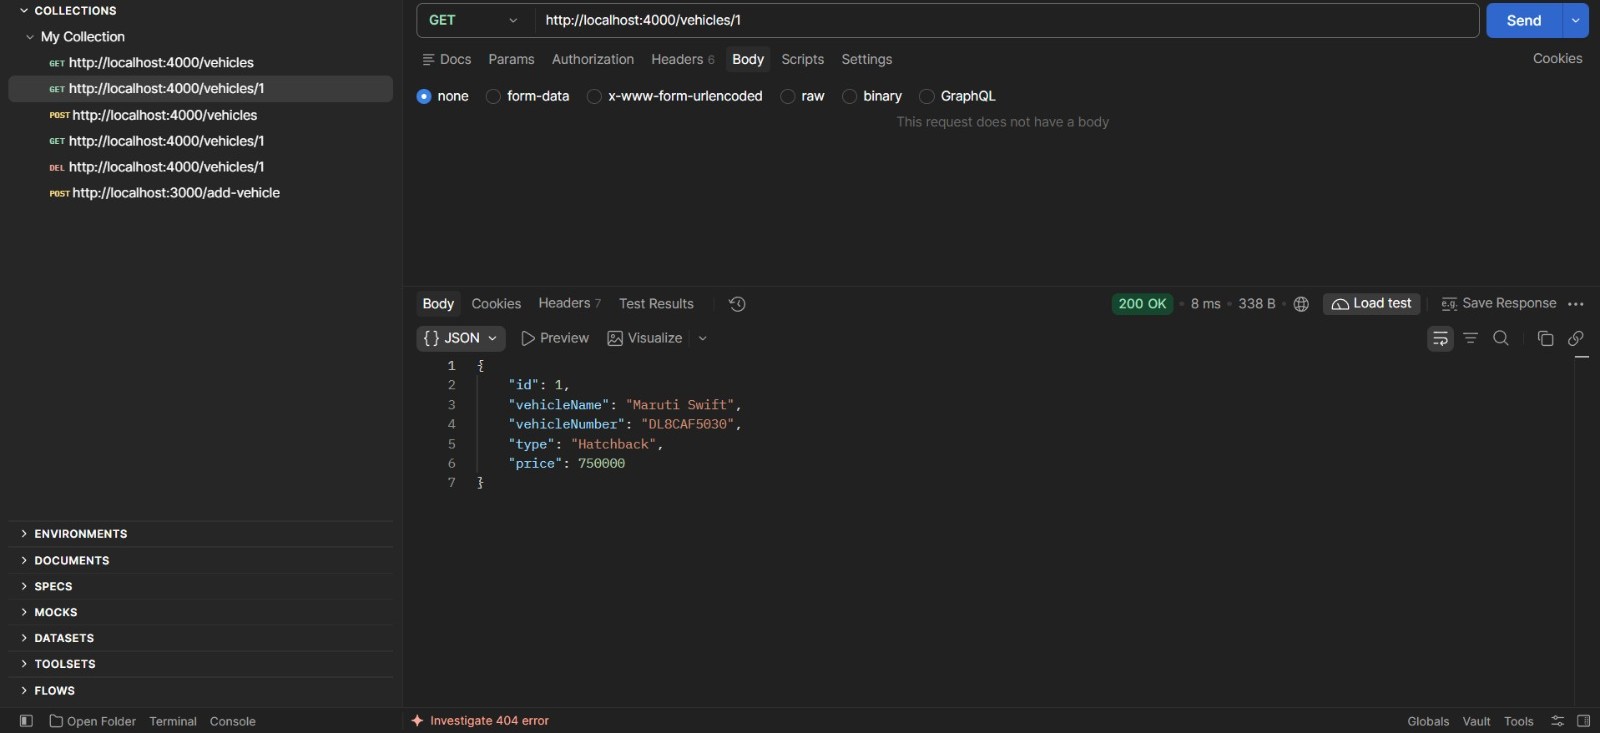 COLLECTIONS
My Collection
GET http://localhost:4000/vehicles
GET http://localhost:4000/vehicles/1
POST http://localhost:4000/vehicles
GET http://localhost:4000/vehicles/1
DEL http://localhost:4000/vehicles/1
POST http://localhost:3000/add-vehicle
ENVIRONMENTS
DOCUMENTS
SPECS
MOCKS
DATASETS
TOOLSETS
FLOWS
GET http://localhost:4000/vehicles/1 Send
Docs Params Authorization Headers 6 Body Scripts Settings Cookies
none form-data x-www-form-urlencoded raw binary GraphQL
This request does not have a body
Body Cookies Headers 7 Test Results 200 OK • 8 ms • 338 B • Load test e.g. Save Response
{} JSON Preview Visualize
1 {
2 "id": 1,
3 "vehicleName": "Maruti Swift",
4 "vehicleNumber": "DL8CAF5030",
5 "type": "Hatchback",
6 "price": 750000
7 }
Open Folder Terminal Console Investigate 404 error Globals Vault Tools